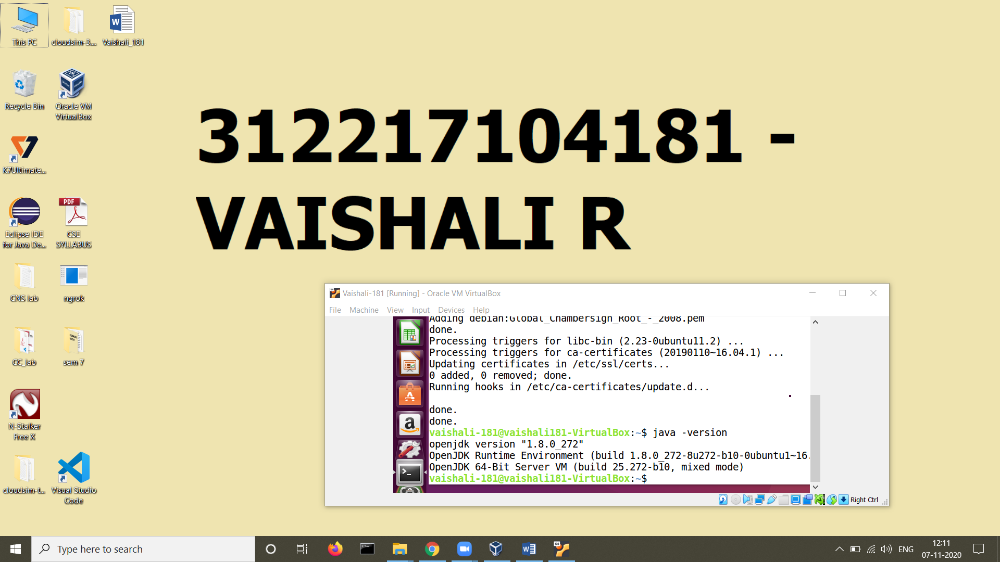 This PC
cloudsim-3....
Vaishali_181
Recycle Bin
Oracle VM
VirtualBox
K7Ultimate...
Eclipse IDE
for Java De...
PDF
CSE
SYLLABUS
CNS lab
ngrok
CC_lab
sem 7
N-Stalker
Free X
cloudsim-t...
Visual Studio
Code
312217104181 -
VAISHALI R
Vaishali-181 [Running] - Oracle VM VirtualBox
File Machine View Input Devices Help
Adding debian:Global_Chambersign_Root_-_2008.pem
done.
Processing triggers for libc-bin (2.23-0ubuntu11.2) ...
Processing triggers for ca-certificates (20190110~16.04.1) ...
Updating certificates in /etc/ssl/certs...
0 added, 0 removed; done.
Running hooks in /etc/ca-certificates/update.d...
done.
done.
vaishali-181@vaishali181-VirtualBox:~$ java -version
openjdk version "1.8.0_272"
OpenJDK Runtime Environment (build 1.8.0_272-8u272-b10-0ubuntu1~16.
OpenJDK 64-Bit Server VM (build 25.272-b10, mixed mode)
vaishali-181@vaishali181-VirtualBox:~$
Right Ctrl
Type here to search
ENG
12:11
07-11-2020